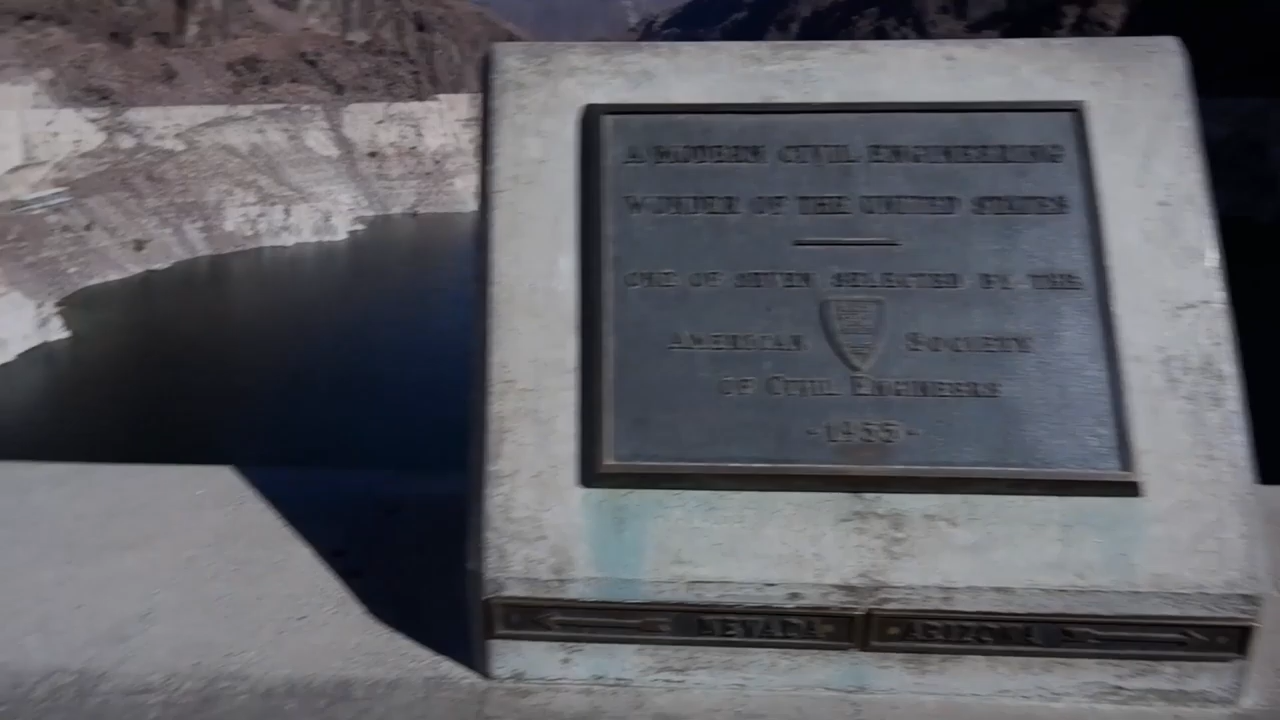 A MODERN CIVIL ENGINEERING
WONDER OF THE UNITED STATES
ONE OF SEVEN SELECTED BY THE
AMERICAN SOCIETY
OF CIVIL ENGINEERS
-1955-
NEVADA ARIZONA